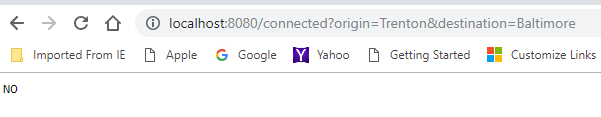 localhost:8080/connected?origin=Trenton&destination=Baltimore
Imported From IE Apple Google Yahoo Getting Started Customize Links
NO